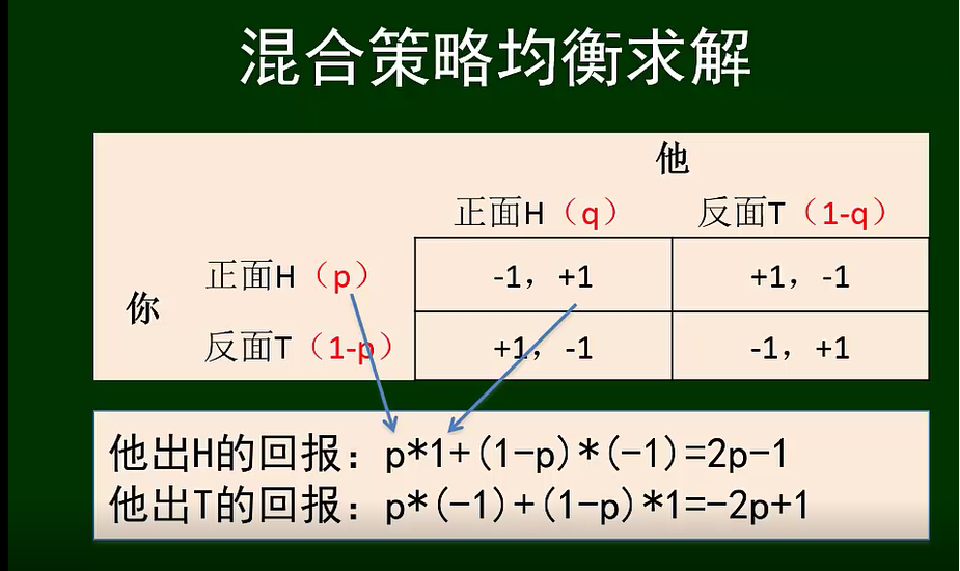 混合策略均衡求解
他
正面H（q） 反面T（1-q）
正面H（p） -1，+1 +1，-1
你
反面T（1-p） +1，-1 -1，+1
他出H的回报：p*1+(1-p)*(-1)=2p-1
他出T的回报：p*(-1)+(1-p)*1=-2p+1